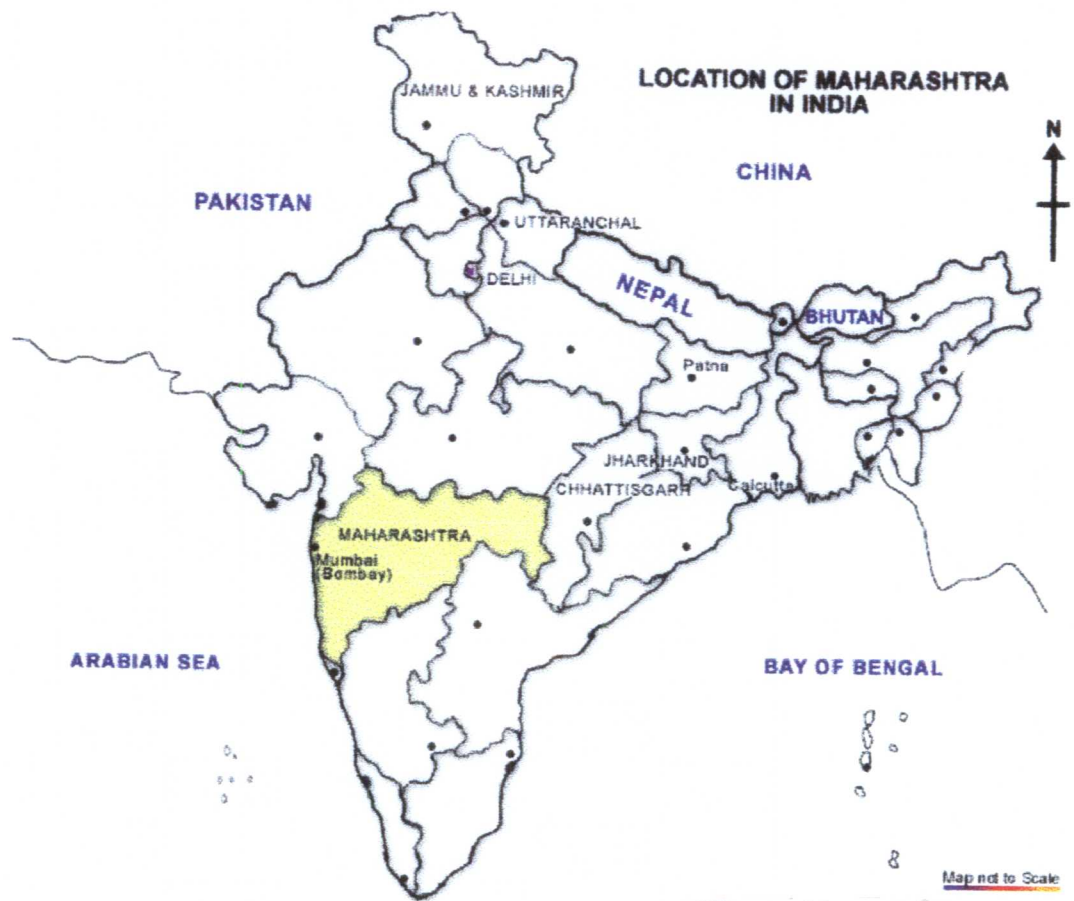 LOCATION OF MAHARASHTRA
IN INDIA
JAMMU & KASHMIR
N
CHINA
PAKISTAN
UTTARANCHAL
DELHI
NEPAL
BHUTAN
Patna
JHARKHAND
CHHATTISGARH
Calcutta
MAHARASHTRA
Mumbai
(Bombay)
ARABIAN SEA
BAY OF BENGAL
Map not to Scale